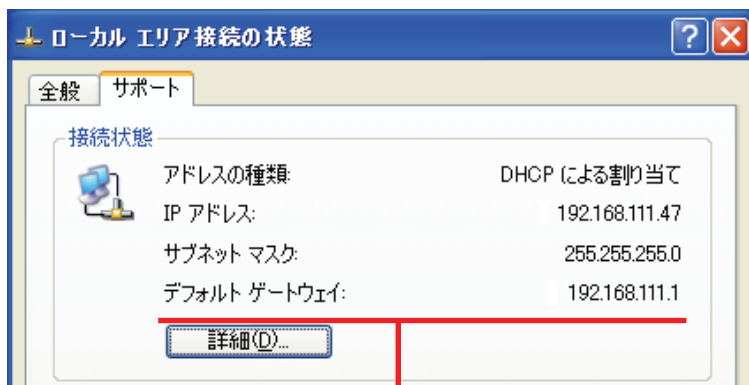 ローカル エリア接続の状態
全般 サポート
接続状態
アドレスの種類: DHCP による割り当て
IP アドレス: 192.168.111.47
サブネット マスク: 255.255.255.0
デフォルト ゲートウェイ: 192.168.111.1
詳細(D)...